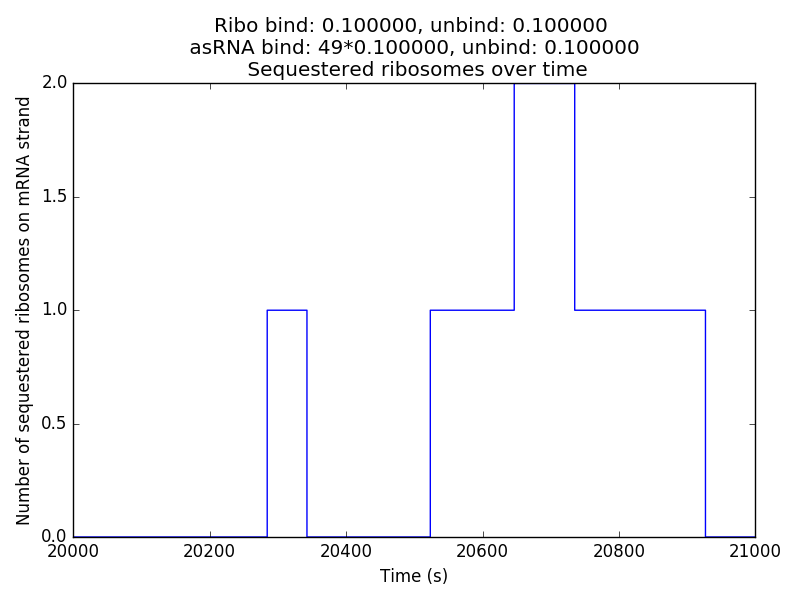 Ribo bind: 0.100000, unbind: 0.100000
asRNA bind: 49*0.100000, unbind: 0.100000
Sequestered ribosomes over time
Number of sequestered ribosomes on mRNA strand
2.0
1.5
1.0
0.5
0.0
20000 20200 20400 20600 20800 21000
Time (s)